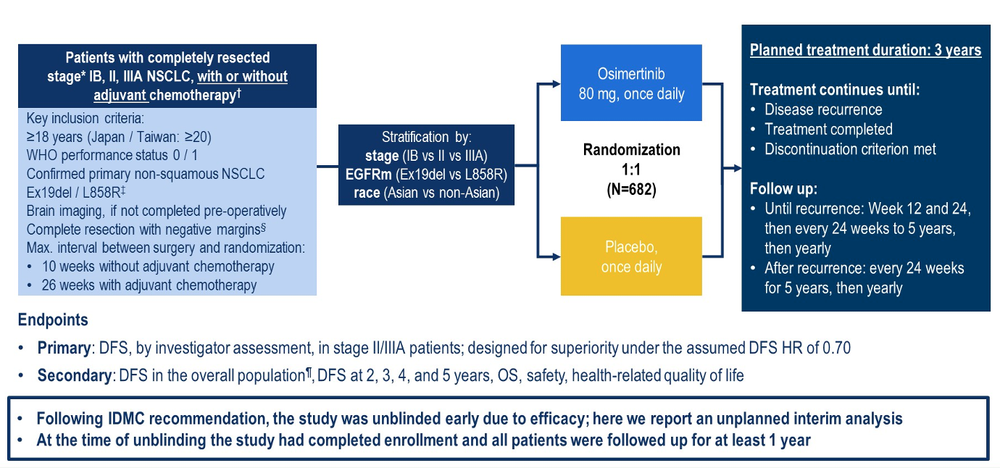 Patients with completely resected
stage* IB, II, IIIA NSCLC, with or without
adjuvant chemotherapy†
Key inclusion criteria:
≥18 years (Japan / Taiwan: ≥20)
WHO performance status 0 / 1
Confirmed primary non-squamous NSCLC
Ex19del / L858R‡
Brain imaging, if not completed pre-operatively
Complete resection with negative margins§
Max. interval between surgery and randomization:
• 10 weeks without adjuvant chemotherapy
• 26 weeks with adjuvant chemotherapy
Stratification by:
stage (IB vs II vs IIIA)
EGFRm (Ex19del vs L858R)
race (Asian vs non-Asian)
Osimertinib
80 mg, once daily
Randomization
1:1
(N=682)
Placebo,
once daily
Planned treatment duration: 3 years
Treatment continues until:
• Disease recurrence
• Treatment completed
• Discontinuation criterion met
Follow up:
• Until recurrence: Week 12 and 24,
then every 24 weeks to 5 years,
then yearly
• After recurrence: every 24 weeks
for 5 years, then yearly
Endpoints
• Primary: DFS, by investigator assessment, in stage II/IIIA patients; designed for superiority under the assumed DFS HR of 0.70
• Secondary: DFS in the overall population¶, DFS at 2, 3, 4, and 5 years, OS, safety, health-related quality of life
• Following IDMC recommendation, the study was unblinded early due to efficacy; here we report an unplanned interim analysis
• At the time of unblinding the study had completed enrollment and all patients were followed up for at least 1 year